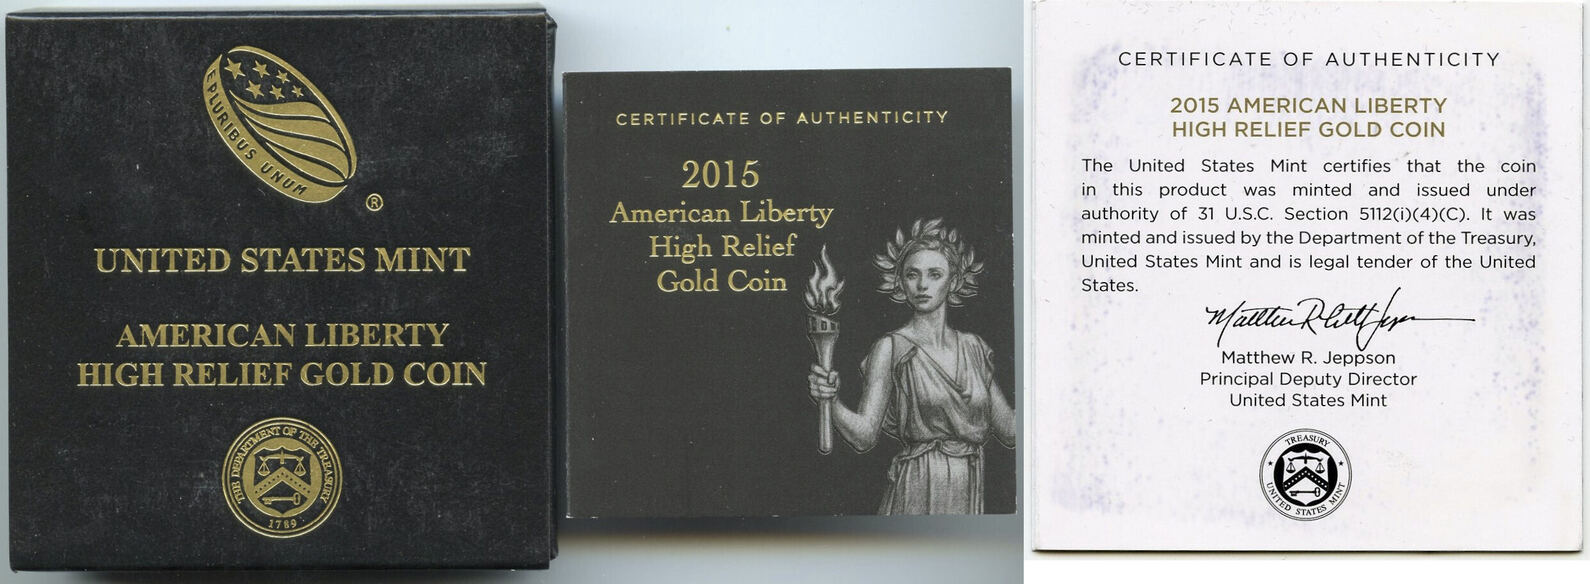 E PLURIBUS UNUM
®
UNITED STATES MINT
AMERICAN LIBERTY
HIGH RELIEF GOLD COIN
THE DEPARTMENT OF THE TREASURY
1789
CERTIFICATE OF AUTHENTICITY
2015
American Liberty
High Relief
Gold Coin
CERTIFICATE OF AUTHENTICITY
2015 AMERICAN LIBERTY
HIGH RELIEF GOLD COIN
The United States Mint certifies that the coin
in this product was minted and issued under
authority of 31 U.S.C. Section 5112(i)(4)(C). It was
minted and issued by the Department of the Treasury,
United States Mint and is legal tender of the United
States.
Matthew R. Jeppson
Principal Deputy Director
United States Mint
TREASURY
UNITED STATES MINT